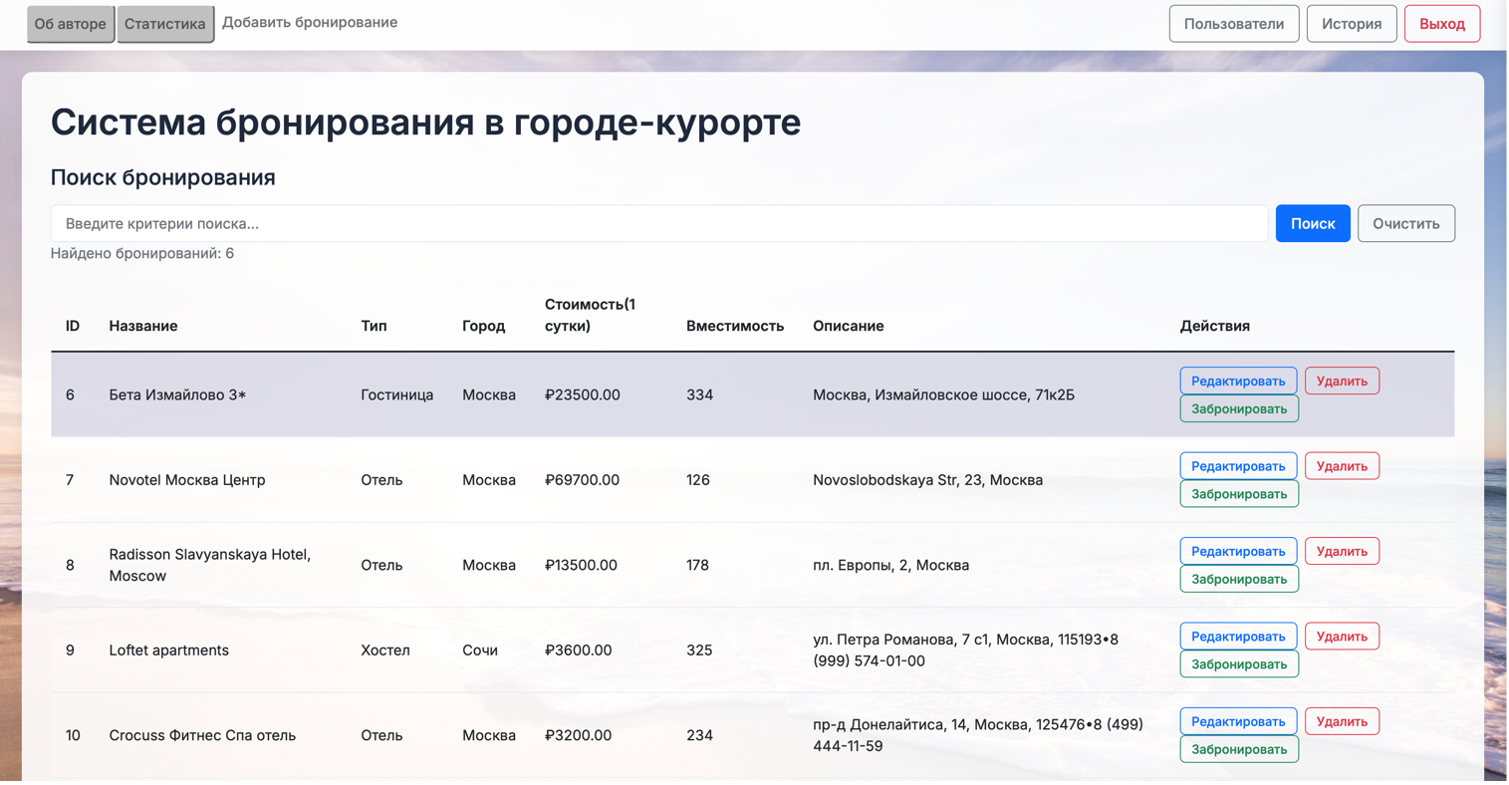 Об авторе Статистика Добавить бронирование Пользователи История Выход
Система бронирования в городе-курорте
Поиск бронирования
Введите критерии поиска... Поиск Очистить
Найдено бронирований: 6
ID Название Тип Город Стоимость(1 сутки) Вместимость Описание Действия
6 Бета Измайлово 3* Гостиница Москва ₽23500.00 334 Москва, Измайловское шоссе, 71к2Б Редактировать Удалить
Забронировать
7 Novotel Москва Центр Отель Москва ₽69700.00 126 Novoslobodskaya Str, 23, Москва Редактировать Удалить
Забронировать
8 Radisson Slavyanskaya Hotel,
Moscow Отель Москва ₽13500.00 178 пл. Европы, 2, Москва Редактировать Удалить
Забронировать
9 Loftet apartments Хостел Сочи ₽3600.00 325 ул. Петра Романова, 7 с1, Москва, 115193•8
(999) 574-01-00 Редактировать Удалить
Забронировать
10 Crocuss Фитнес Спа отель Отель Москва ₽3200.00 234 пр-д Донелайтиса, 14, Москва, 125476•8 (499)
444-11-59 Редактировать Удалить
Забронировать